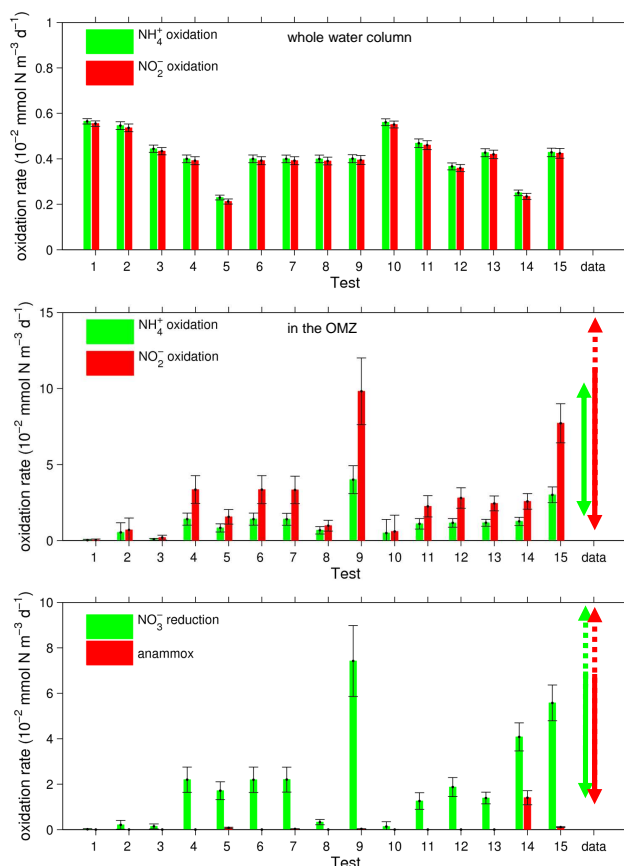 oxidation rate (10⁻² mmol N m⁻³ d⁻¹)
1
0.8
0.6
0.4
0.2
0
NH₄⁺ oxidation
NO₂⁻ oxidation
whole water column
1 2 3 4 5 6 7 8 9 10 11 12 13 14 15 data
Test
oxidation rate (10⁻² mmol N m⁻³ d⁻¹)
15
10
5
0
NH₄⁺ oxidation
NO₂⁻ oxidation
in the OMZ
1 2 3 4 5 6 7 8 9 10 11 12 13 14 15 data
Test
oxidation rate (10⁻² mmol N m⁻³ d⁻¹)
10
8
6
4
2
0
NO₃⁻ reduction
anammox
1 2 3 4 5 6 7 8 9 10 11 12 13 14 15 data
Test